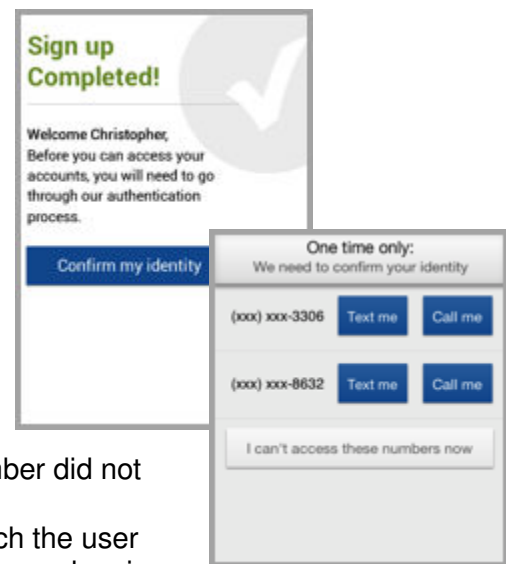 Sign up
Completed!
Welcome Christopher,
Before you can access your
accounts, you will need to go
through our authentication
process.
Confirm my identity
One time only:
We need to confirm your identity
(xxx) xxx-3306 Text me Call me
(xxx) xxx-8632 Text me Call me
I can't access these numbers now
did not
the user